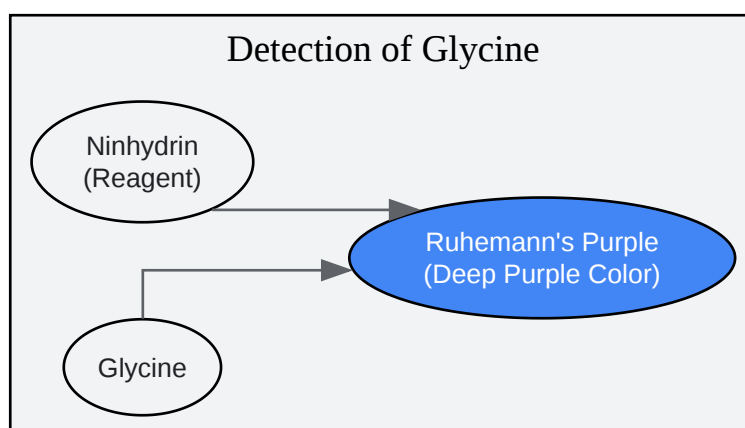 Detection of Glycine
Ninhydrin
(Reagent)
Ruhemann's Purple
(Deep Purple Color)
Glycine